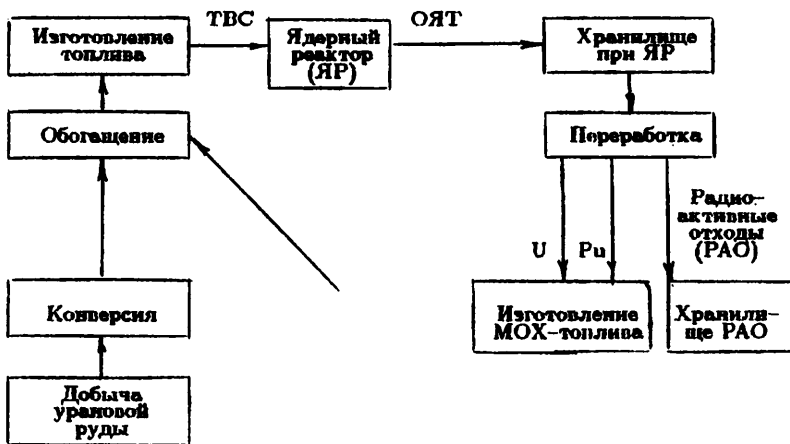 ТВС
ОЯТ
Изготовление
топлива
Ядерный
реактор
(ЯР)
Хранилище
при ЯР
Обогащение
Переработка
Радио-
активные
отходы
(РАО)
U
Pu
Конверсия
Изготовление
МОХ-топлива
Хранили-
ще РАО
Добыча
урановой
руды